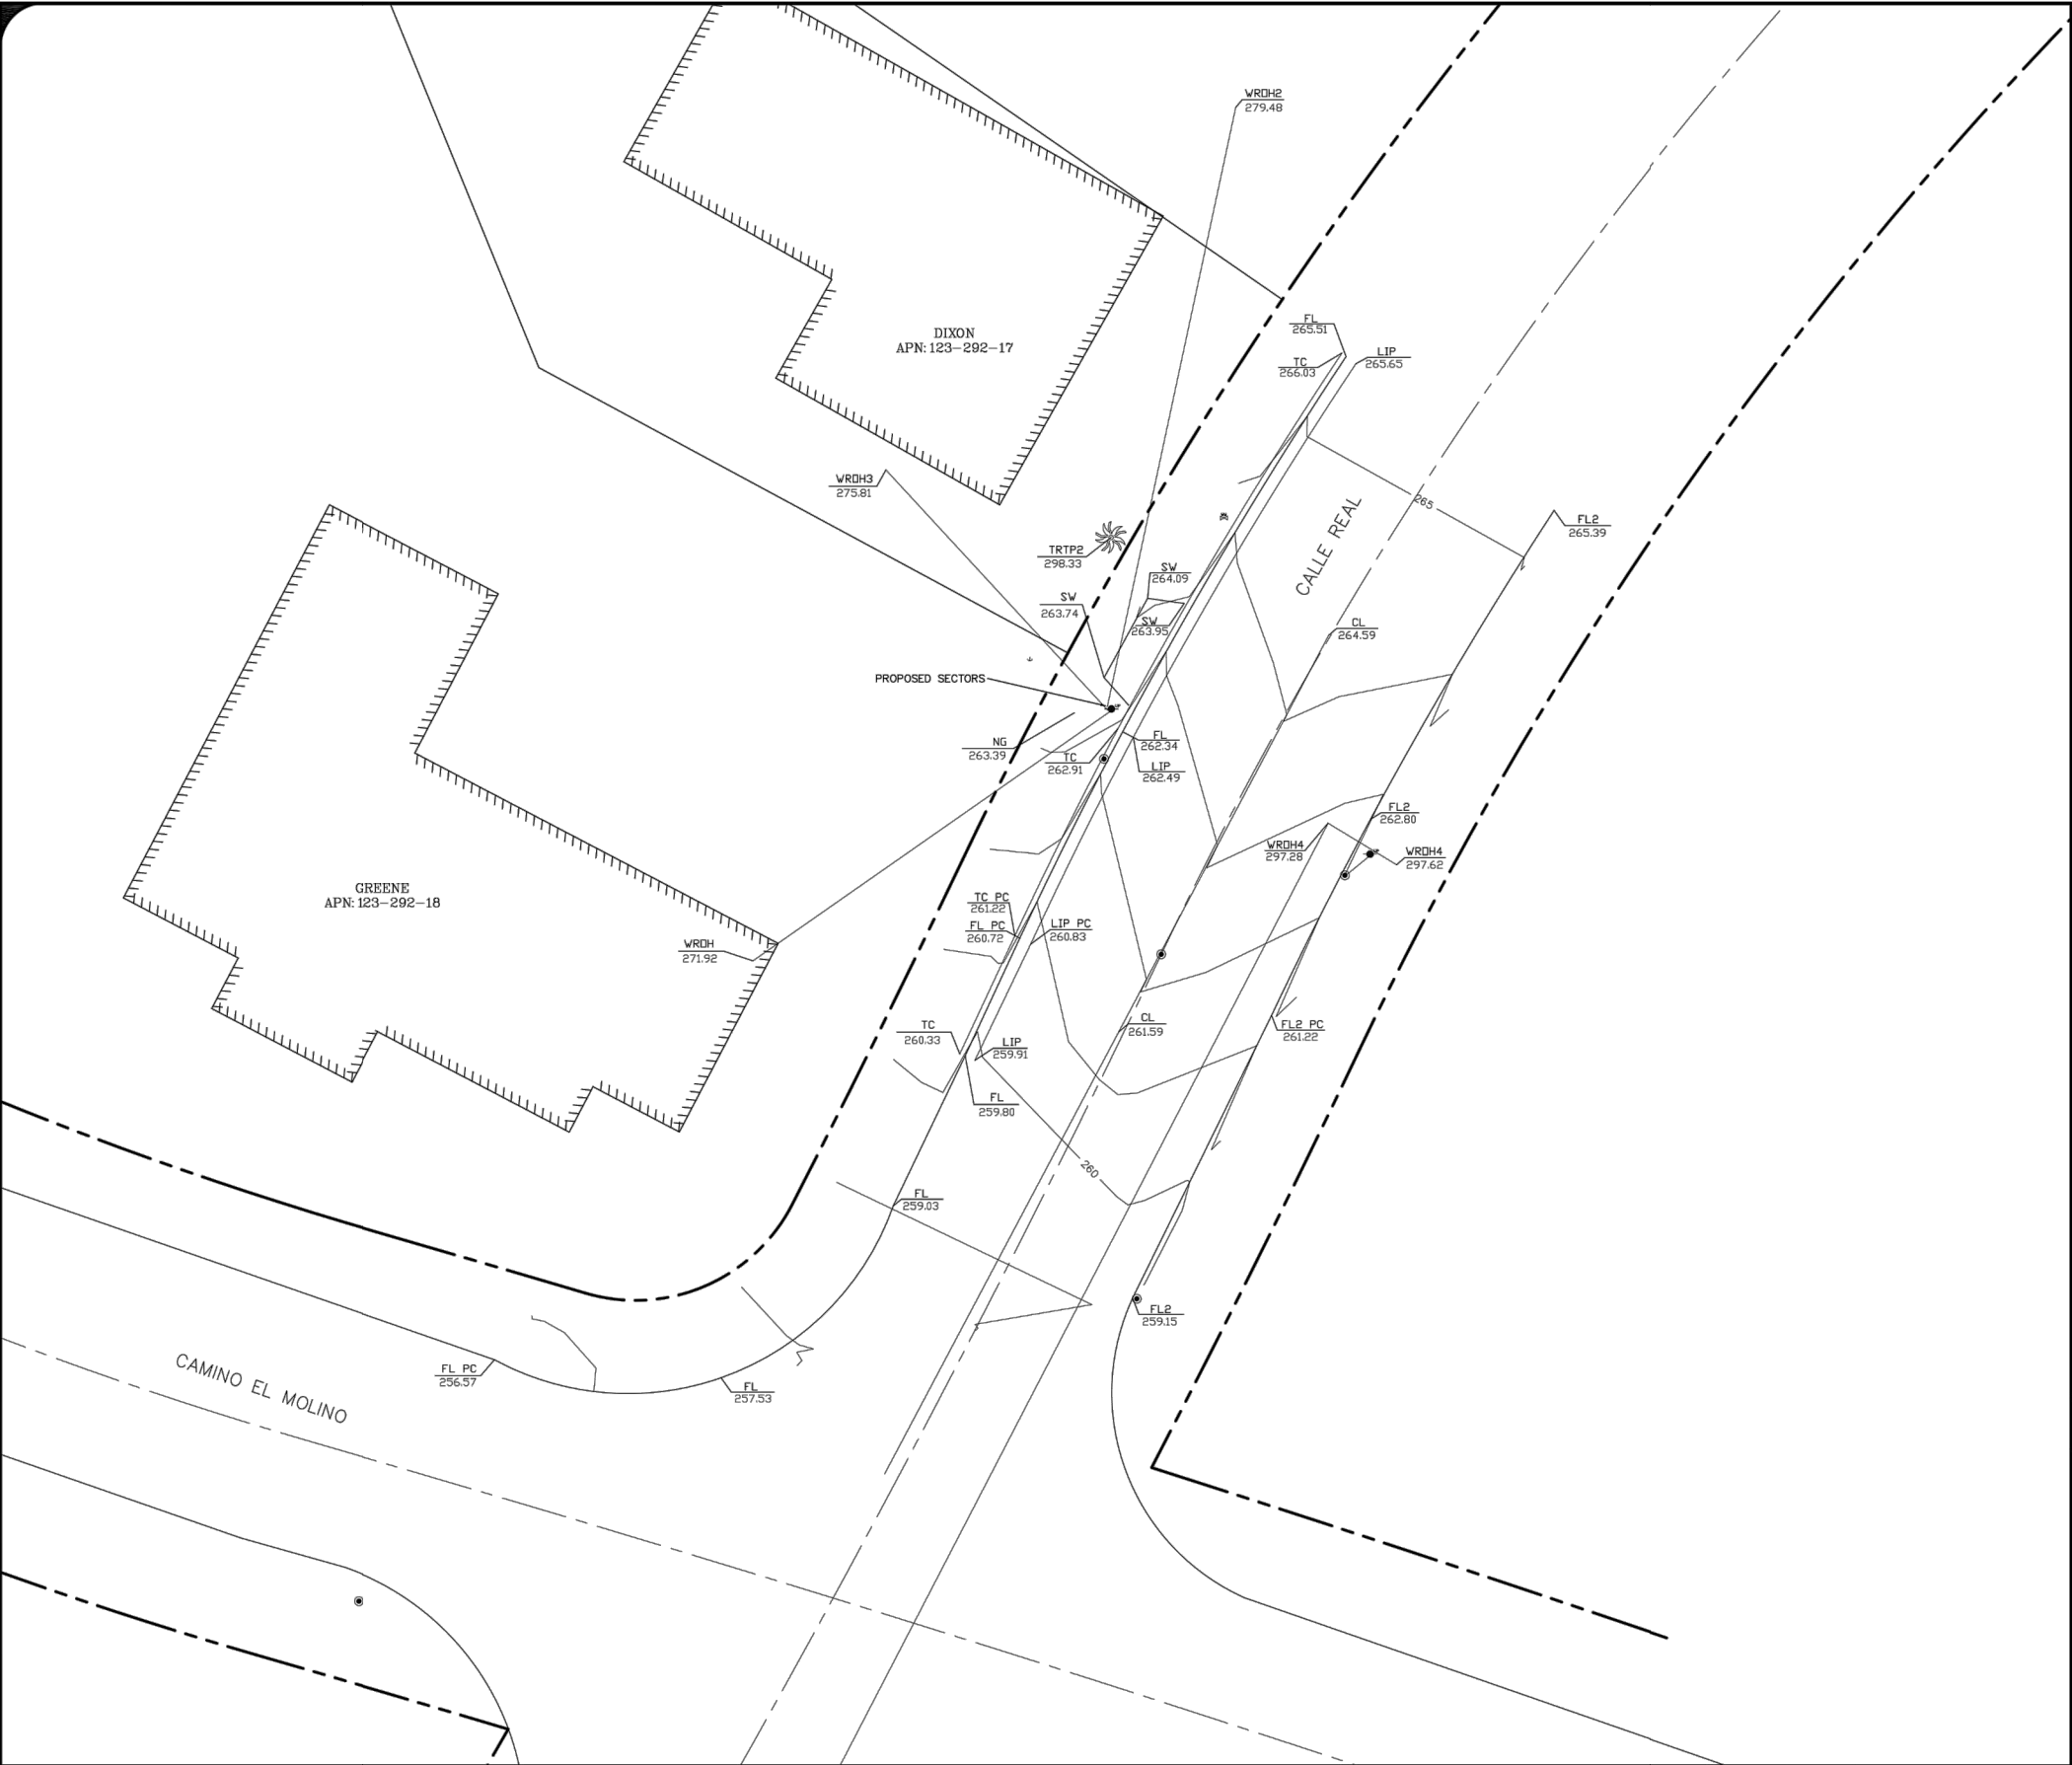 WROH2
279.48
DIXON
APN: 123-292-17
FL
265.51
TC
266.03
LIP
265.65
WROH3
275.81
265
CALLE REAL
FL2
265.39
TRTP2
298.33
SW
264.09
SW
263.74
SW
263.95
CL
264.59
PROPOSED SECTORS
NG
263.39
TC
262.91
FL
262.34
LIP
262.49
FL2
262.80
WROH4
297.28
WROH4
297.62
GREENE
APN: 123-292-18
TC PC
261.22
FL PC
260.72
LIP PC
260.83
WROH
271.92
TC
260.33
LIP
259.91
CL
261.59
FL2 PC
261.22
FL
259.80
260
FL
259.03
FL2
259.15
FL PC
256.57
FL
257.53
CAMINO EL MOLINO